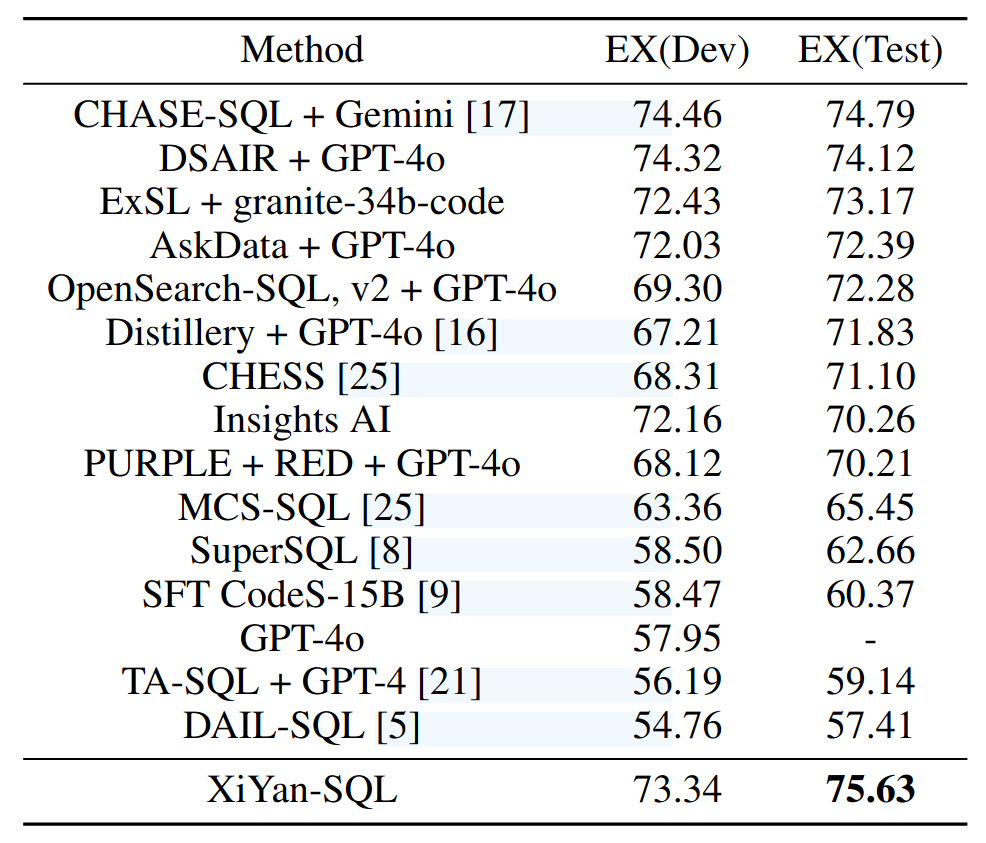 Method EX(Dev) EX(Test)
CHASE-SQL + Gemini [17] 74.46 74.79
DSAIR + GPT-4o 74.32 74.12
ExSL + granite-34b-code 72.43 73.17
AskData + GPT-4o 72.03 72.39
OpenSearch-SQL, v2 + GPT-4o 69.30 72.28
Distillery + GPT-4o [16] 67.21 71.83
CHESS [25] 68.31 71.10
Insights AI 72.16 70.26
PURPLE + RED + GPT-4o 68.12 70.21
MCS-SQL [25] 63.36 65.45
SuperSQL [8] 58.50 62.66
SFT CodeS-15B [9] 58.47 60.37
GPT-4o 57.95 -
TA-SQL + GPT-4 [21] 56.19 59.14
DAIL-SQL [5] 54.76 57.41
XiYan-SQL 73.34 75.63